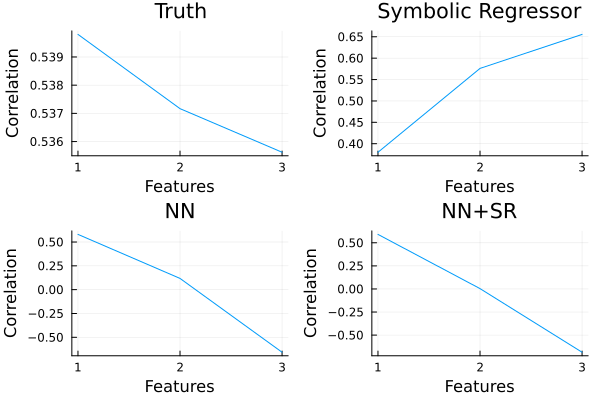 Truth
Correlation
0.539
0.538
0.537
0.536
1
2
3
Features
Symbolic Regressor
Correlation
0.65
0.60
0.55
0.50
0.45
0.40
1
2
3
Features
NN
Correlation
0.50
0.25
0.00
−0.25
−0.50
1
2
3
Features
NN+SR
Correlation
0.50
0.25
0.00
−0.25
−0.50
1
2
3
Features